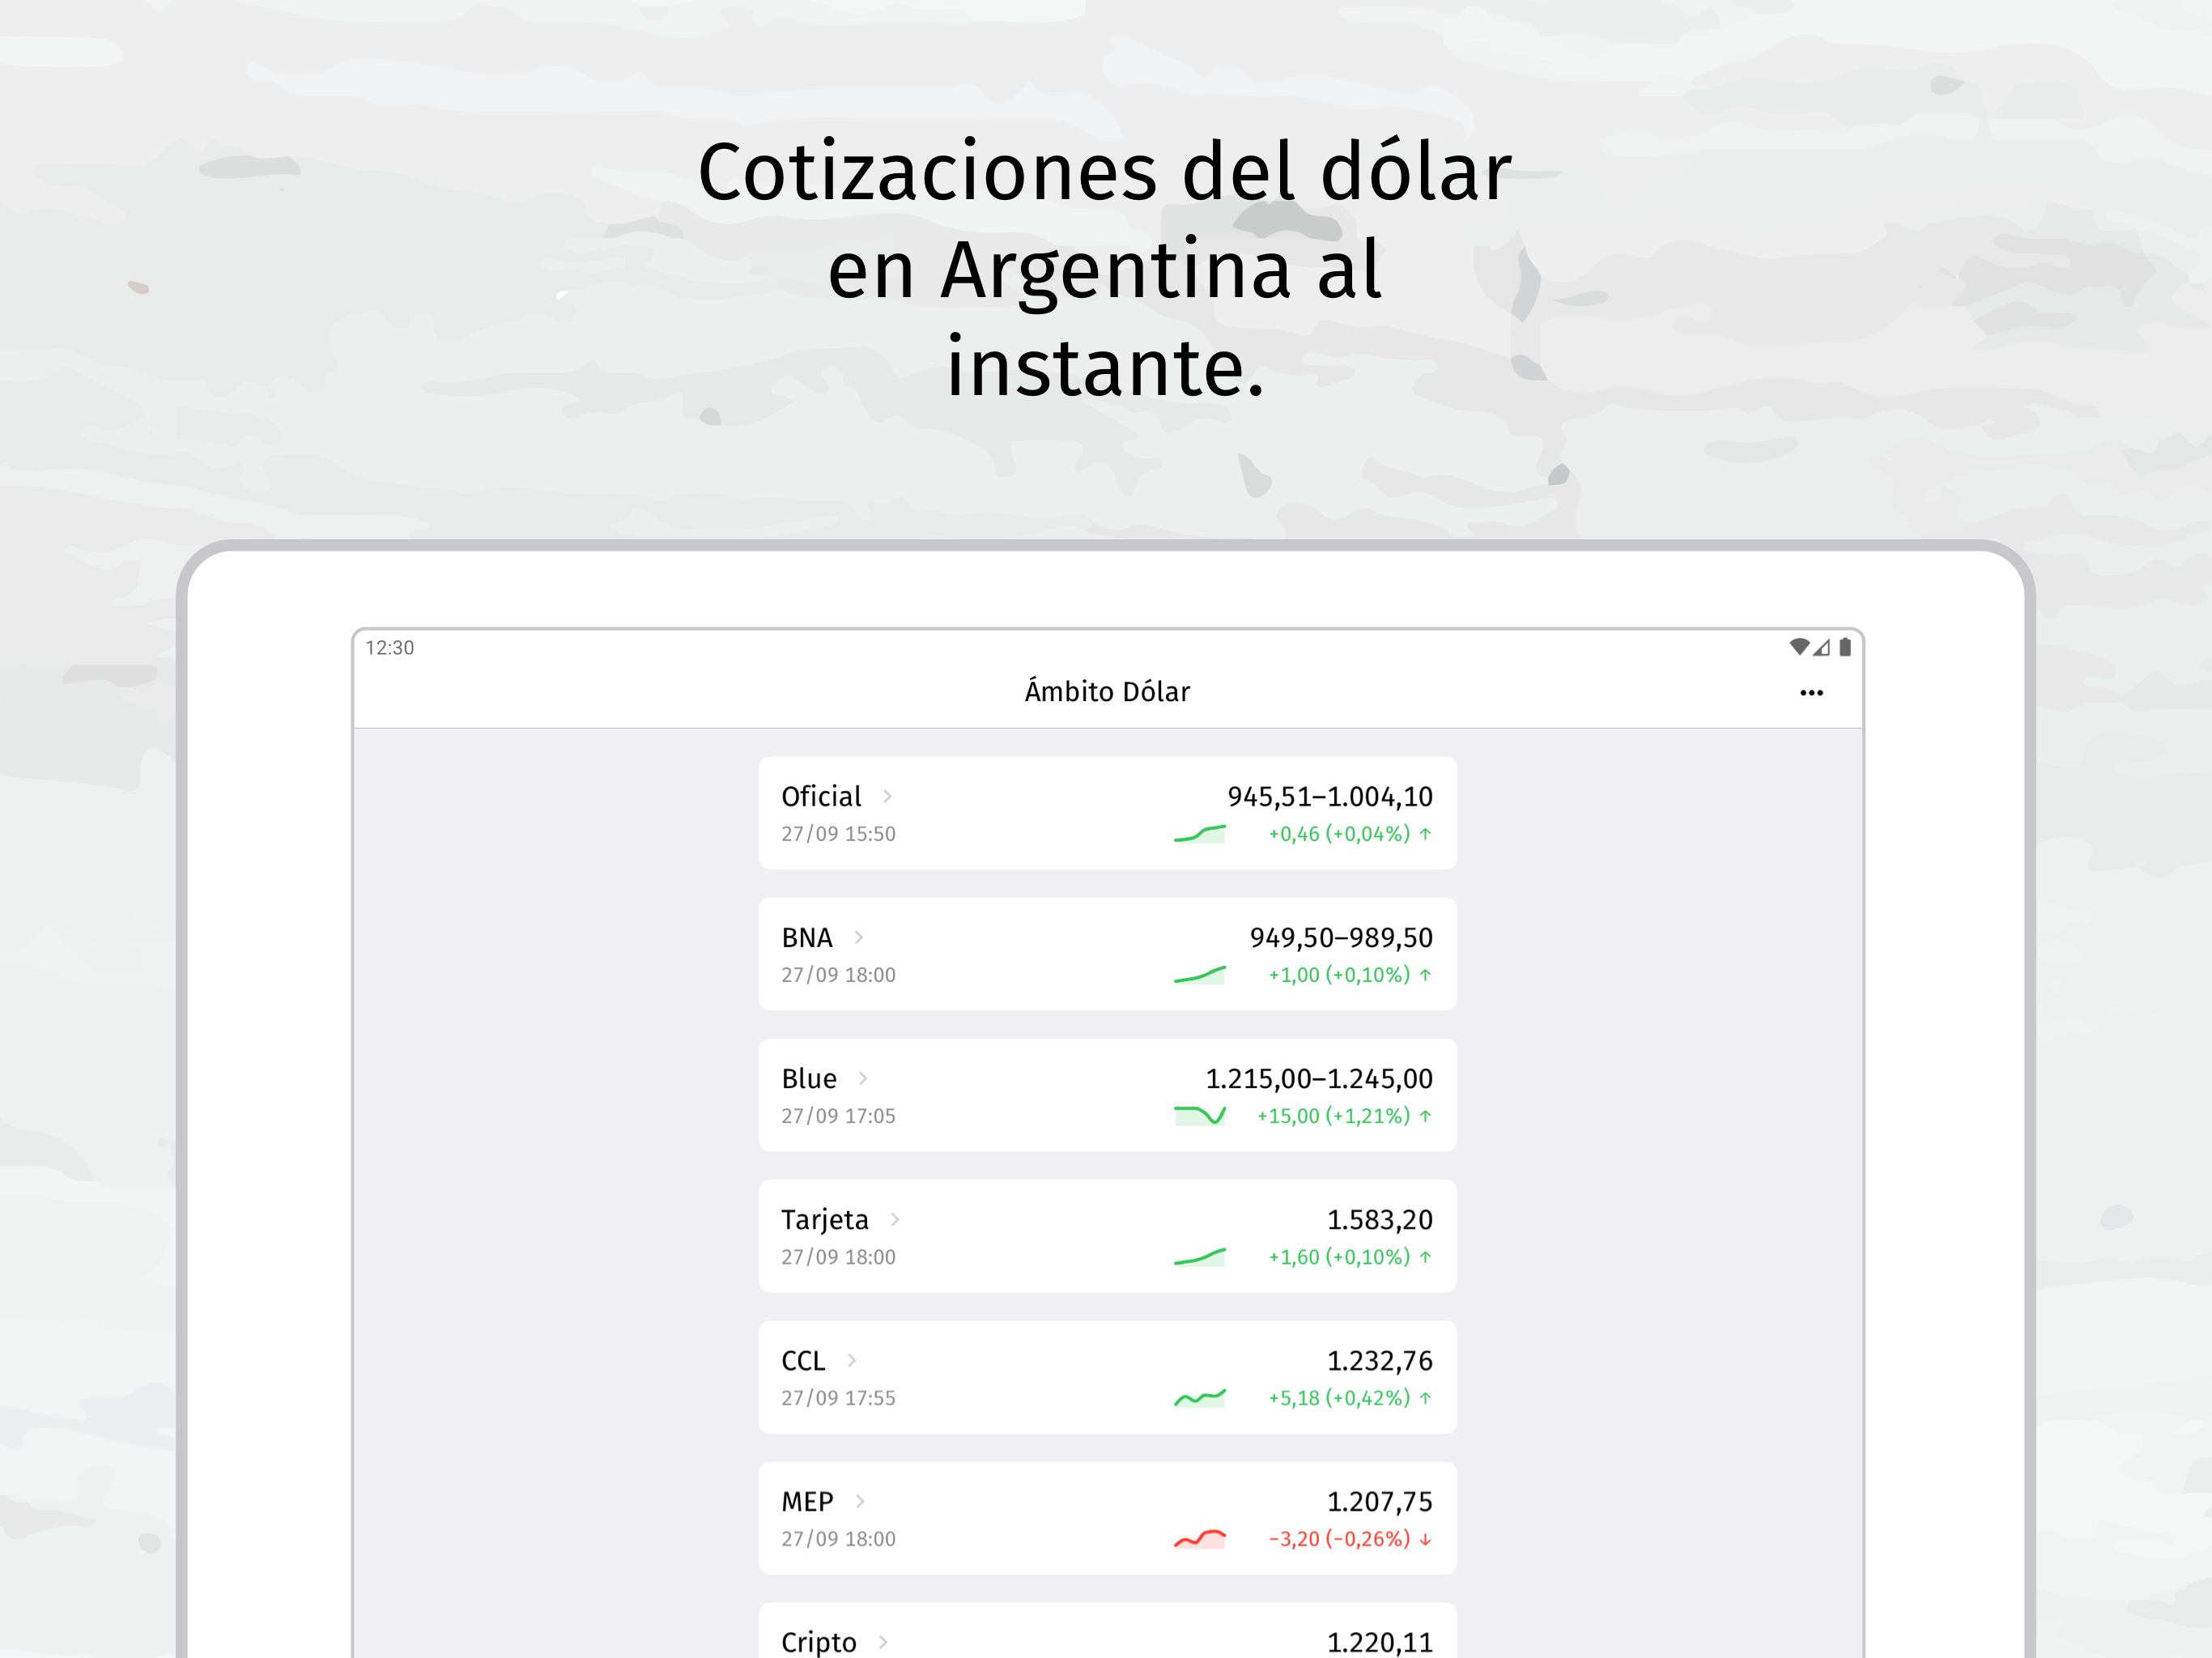 Cotizaciones del dólar
en Argentina al
instante.
12:30
Ámbito Dólar
Oficial 945,51–1.004,10
27/09 15:50 +0,46 (+0,04%) ↑
BNA 949,50–989,50
27/09 18:00 +1,00 (+0,10%) ↑
Blue 1.215,00–1.245,00
27/09 17:05 +15,00 (+1,21%) ↑
Tarjeta 1.583,20
27/09 18:00 +1,60 (+0,10%) ↑
CCL 1.232,76
27/09 17:55 +5,18 (+0,42%) ↑
MEP 1.207,75
27/09 18:00 −3,20 (−0,26%) ↓
Cripto 1.220,11